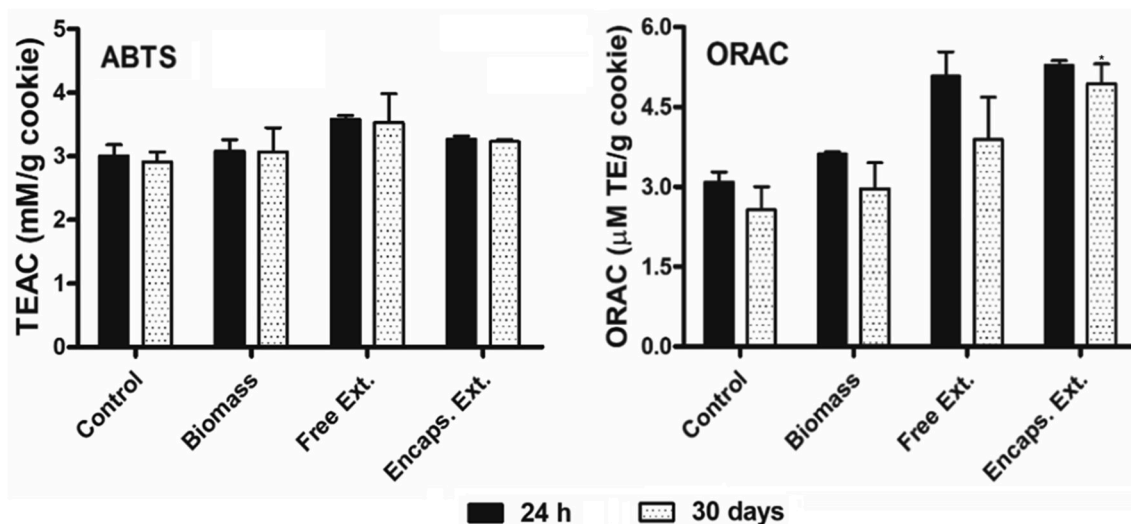 ABTS
TEAC (mM/g cookie)
5
4
3
2
1
0
Control
Biomass
Free Ext.
Encaps. Ext.
ORAC
ORAC (µM TE/g cookie)
6.0
4.5
3.0
1.5
0.0
*
Control
Biomass
Free Ext.
Encaps. Ext.
24 h 30 days